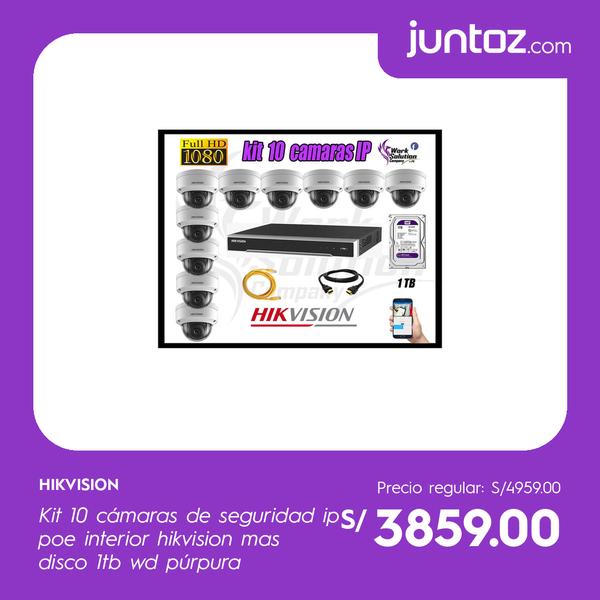 juntoz.com
Full HD
1080
kit 10 camaras IP
Work
Solution
Company
HIKVISION
1 TB
HIKVISION
HIKVISION
Precio regular: S/4959.00
Kit 10 cámaras de seguridad ip
poe interior hikvision mas
disco 1tb wd púrpura
S/ 3859.00